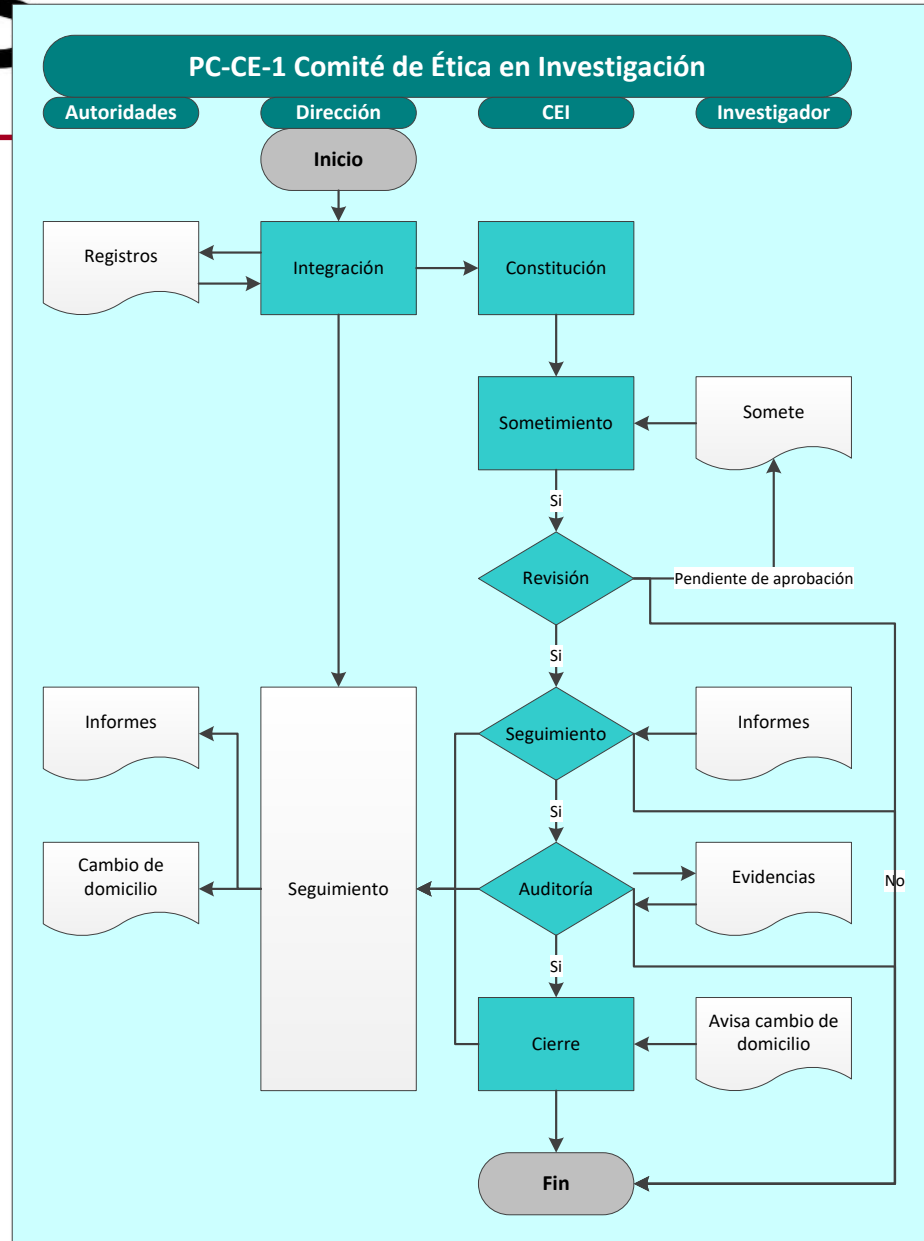 PC-CE-1 Comité de Ética en Investigación
Autoridades
Dirección
CEI
Investigador
Inicio
Registros
Integración
Constitución
Sometimiento
Somete
Si
Revisión
Pendiente de aprobación
Si
Informes
Seguimiento
Informes
Si
Cambio de
domicilio
Seguimiento
Auditoría
Evidencias
No
Si
Cierre
Avisa cambio de
domicilio
Fin